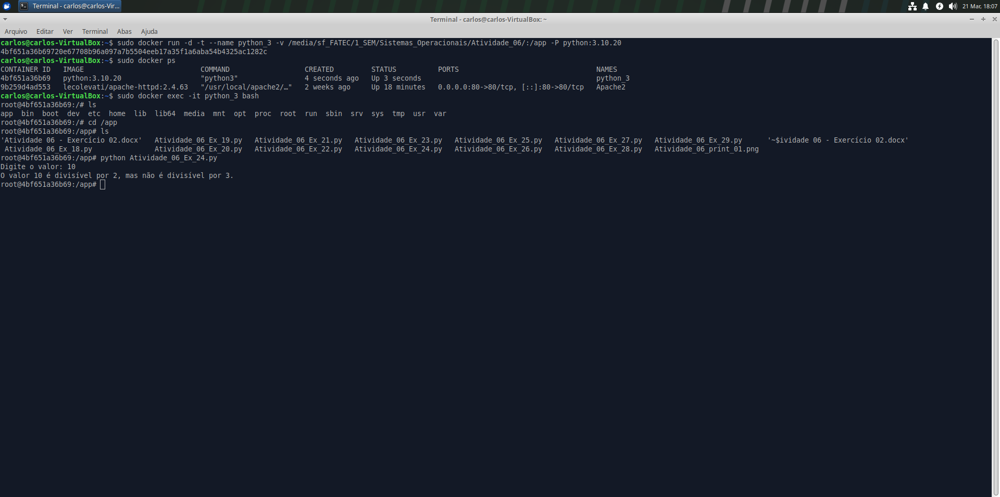 Terminal - carlos@carlos-Vir...
21 Mar, 18:07
Terminal - carlos@carlos-VirtualBox: ~
Arquivo Editar Ver Terminal Abas Ajuda
carlos@carlos-VirtualBox:~$ sudo docker run -d -t --name python_3 -v /media/sf_FATEC/1_SEM/Sistemas_Operacionais/Atividade_06/:/app -P python:3.10.20
4bf651a36b69720e67708b96a097a7b5504eeb17a35f1a6aba54b4325ac1282c
carlos@carlos-VirtualBox:~$ sudo docker ps
CONTAINER ID   IMAGE                            COMMAND                  CREATED         STATUS          PORTS                                 NAMES
4bf651a36b69   python:3.10.20                   "python3"                4 seconds ago   Up 3 seconds                                          python_3
9b259d4ad553   lecolevati/apache-httpd:2.4.63   "/usr/local/apache2/…"   2 weeks ago     Up 18 minutes   0.0.0.0:80->80/tcp, [::]:80->80/tcp   Apache2
carlos@carlos-VirtualBox:~$ sudo docker exec -it python_3 bash
root@4bf651a36b69:/# ls
app  bin  boot  dev  etc  home  lib  lib64  media  mnt  opt  proc  root  run  sbin  srv  sys  tmp  usr  var
root@4bf651a36b69:/# cd /app
root@4bf651a36b69:/app# ls
'Atividade 06 - Exercício 02.docx'   Atividade_06_Ex_19.py   Atividade_06_Ex_21.py   Atividade_06_Ex_23.py   Atividade_06_Ex_25.py   Atividade_06_Ex_27.py   Atividade_06_Ex_29.py      '~$ividade 06 - Exercício 02.docx'
 Atividade_06_Ex_18.py               Atividade_06_Ex_20.py   Atividade_06_Ex_22.py   Atividade_06_Ex_24.py   Atividade_06_Ex_26.py   Atividade_06_Ex_28.py   Atividade_06_print_01.png
root@4bf651a36b69:/app# python Atividade_06_Ex_24.py
Digite o valor: 10
O valor 10 é divisível por 2, mas não é divisível por 3.
root@4bf651a36b69:/app#